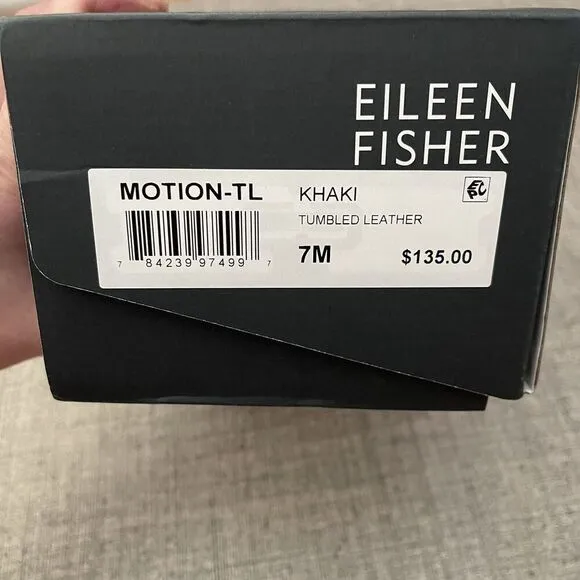 EILEEN
FISHER
MOTION-TL KHAKI
TUMBLED LEATHER
7 84239 97499 7
7M $135.00